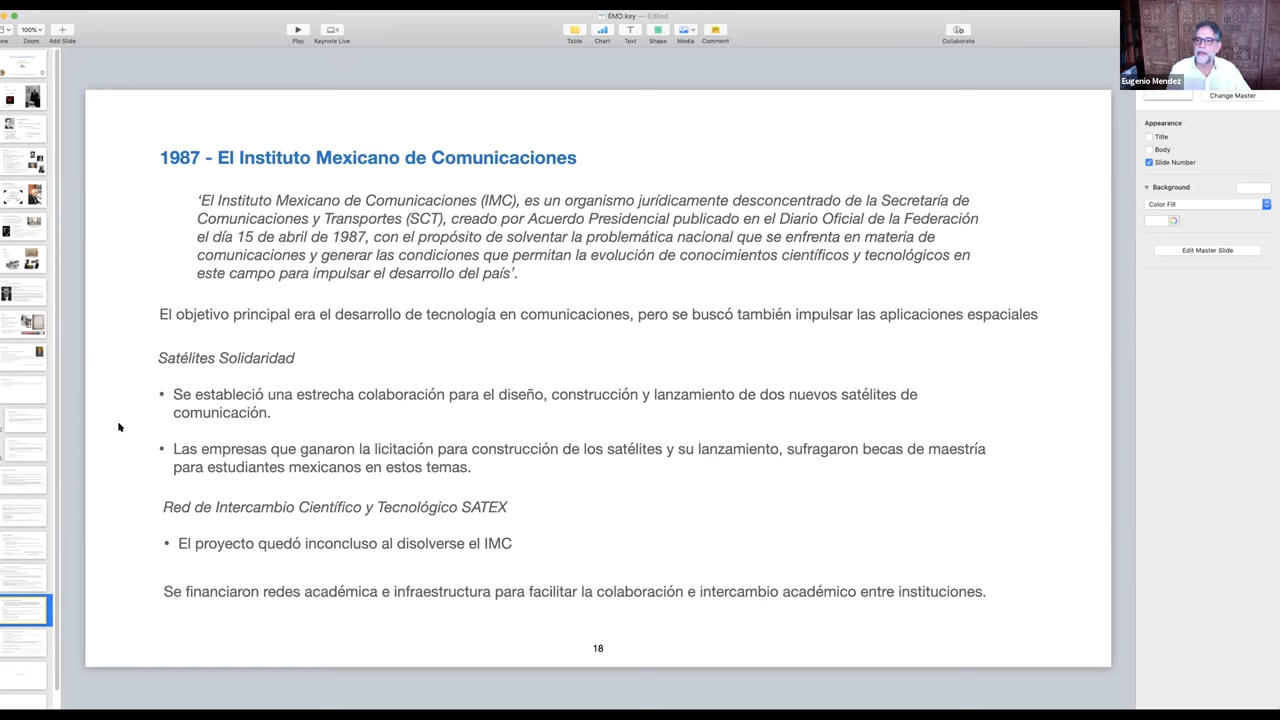 EMD.key — Edited
100%
Zoom
Add Slide
Play
Keynote Live
Table
Chart
Text
Shape
Media
Comment
Collaborate
Eugenio Mendez
Change Master
Appearance
Title
Body
Slide Number
Background
Color Fill
Edit Master Slide
1987 - El Instituto Mexicano de Comunicaciones
‘El Instituto Mexicano de Comunicaciones (IMC), es un organismo jurídicamente desconcentrado de la Secretaría de
Comunicaciones y Transportes (SCT), creado por Acuerdo Presidencial publicado en el Diario Oficial de la Federación
el día 15 de abril de 1987, con el propósito de solventar la problemática nacional que se enfrenta en materia de
comunicaciones y generar las condiciones que permitan la evolución de conocimientos científicos y tecnológicos en
este campo para impulsar el desarrollo del país’.
El objetivo principal era el desarrollo de tecnología en comunicaciones, pero se buscó también impulsar las aplicaciones espaciales
Satélites Solidaridad
• Se estableció una estrecha colaboración para el diseño, construcción y lanzamiento de dos nuevos satélites de
comunicación.
• Las empresas que ganaron la licitación para construcción de los satélites y su lanzamiento, sufragaron becas de maestría
para estudiantes mexicanos en estos temas.
Red de Intercambio Científico y Tecnológico SATEX
• El proyecto quedó inconcluso al disolverse el IMC
Se financiaron redes académica e infraestructura para facilitar la colaboración e intercambio académico entre instituciones.
18